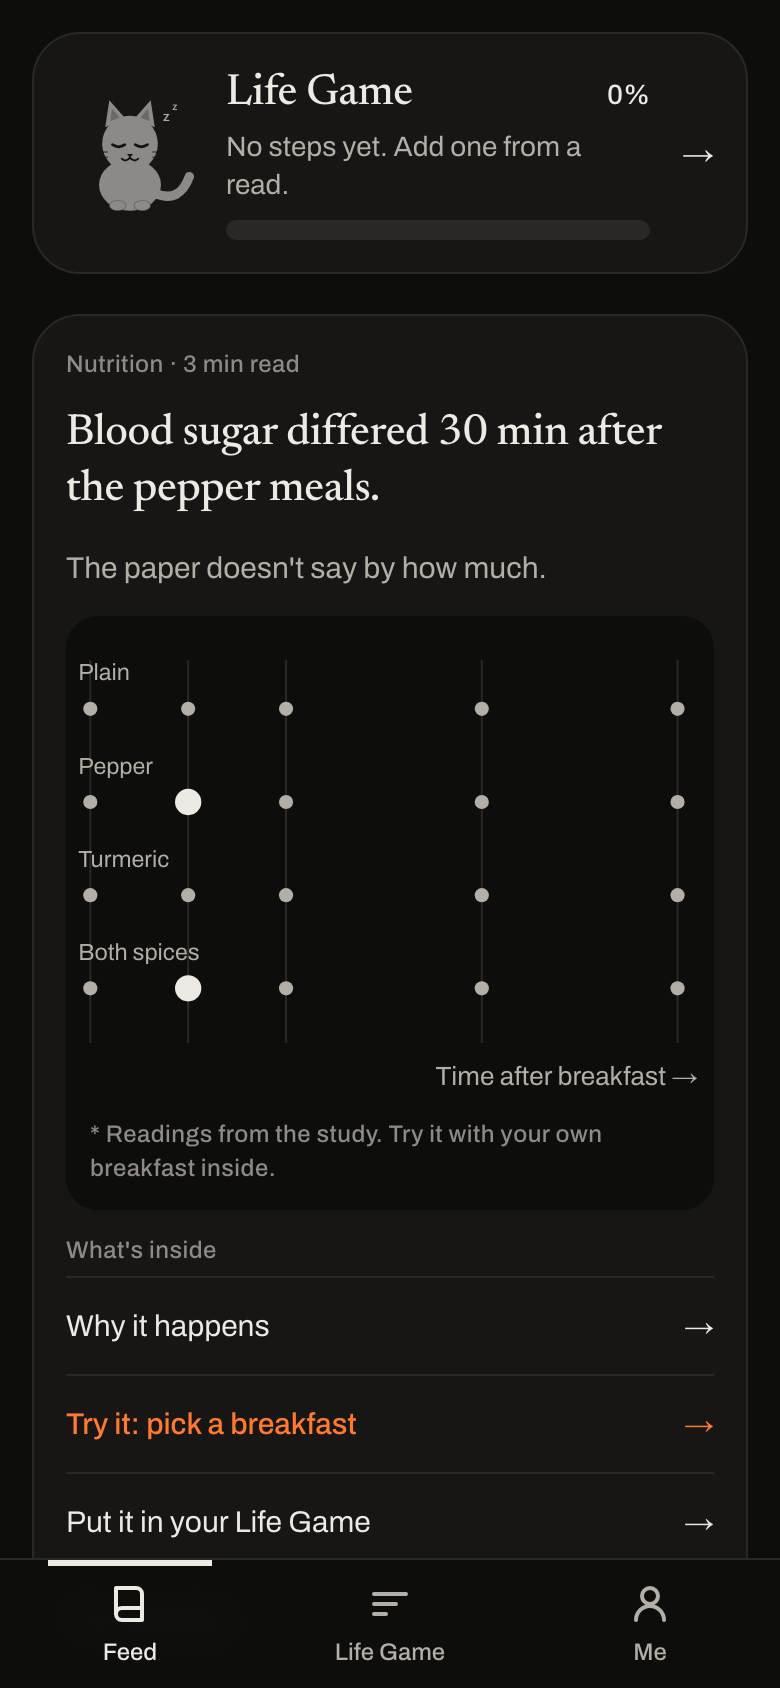 z
z
Life Game
0%
No steps yet. Add one from a
read.
→
Nutrition · 3 min read
Blood sugar differed 30 min after
the pepper meals.
The paper doesn't say by how much.
Plain
Pepper
Turmeric
Both spices
Time after breakfast →
* Readings from the study. Try it with your own
breakfast inside.
What's inside
Why it happens →
Try it: pick a breakfast →
Put it in your Life Game →
Feed
Life Game
Me